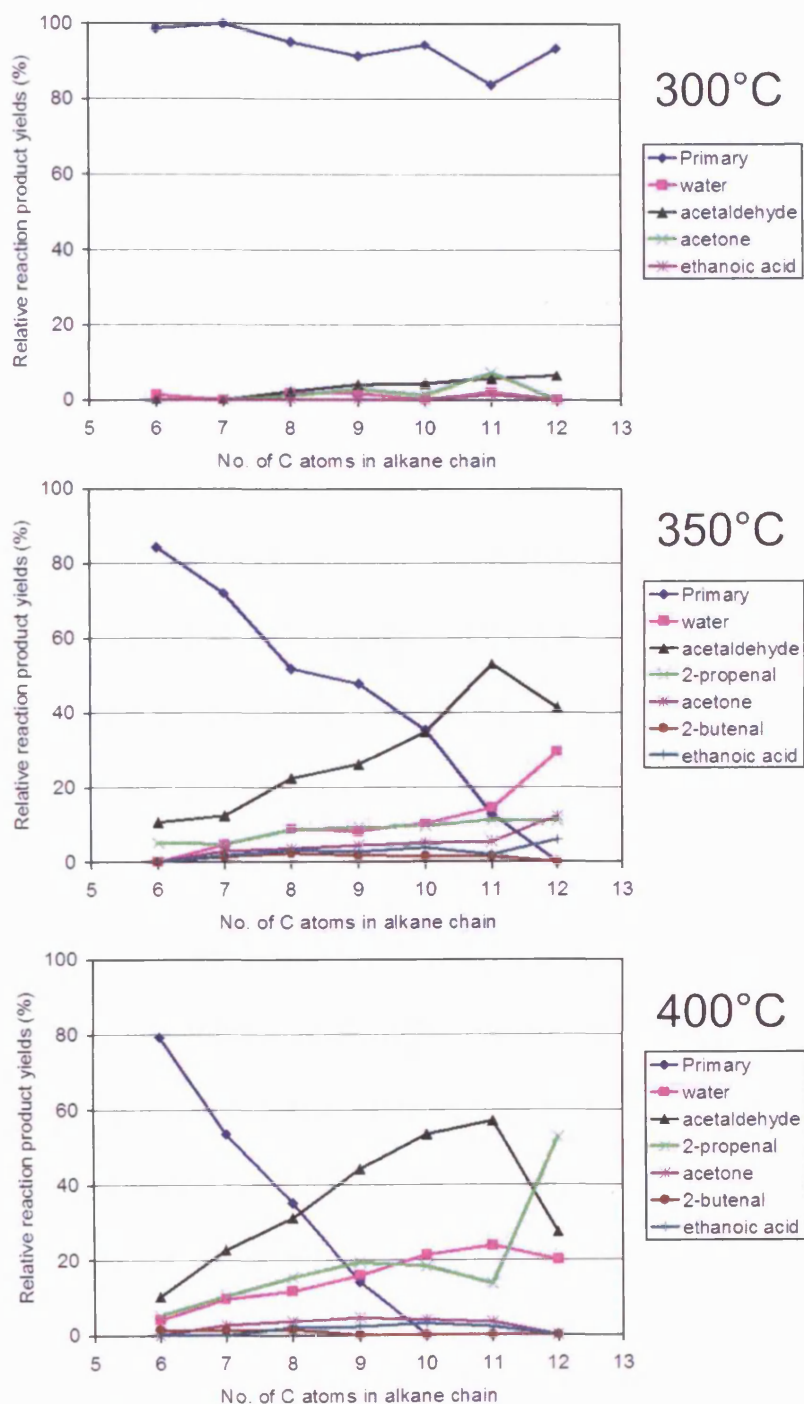 100
80
60
40
20
0
Relative reaction product yields (%)
5 6 7 8 9 10 11 12 13
No. of C atoms in alkane chain
300°C
Primary
water
acetaldehyde
acetone
ethanoic acid
100
80
60
40
20
0
Relative reaction product yields (%)
5 6 7 8 9 10 11 12 13
No. of C atoms in alkane chain
350°C
Primary
water
acetaldehyde
2-propenal
acetone
2-butenal
ethanoic acid
100
80
60
40
20
0
Relative reaction product yields (%)
5 6 7 8 9 10 11 12 13
No. of C atoms in alkane chain
400°C
Primary
water
acetaldehyde
2-propenal
acetone
2-butenal
ethanoic acid